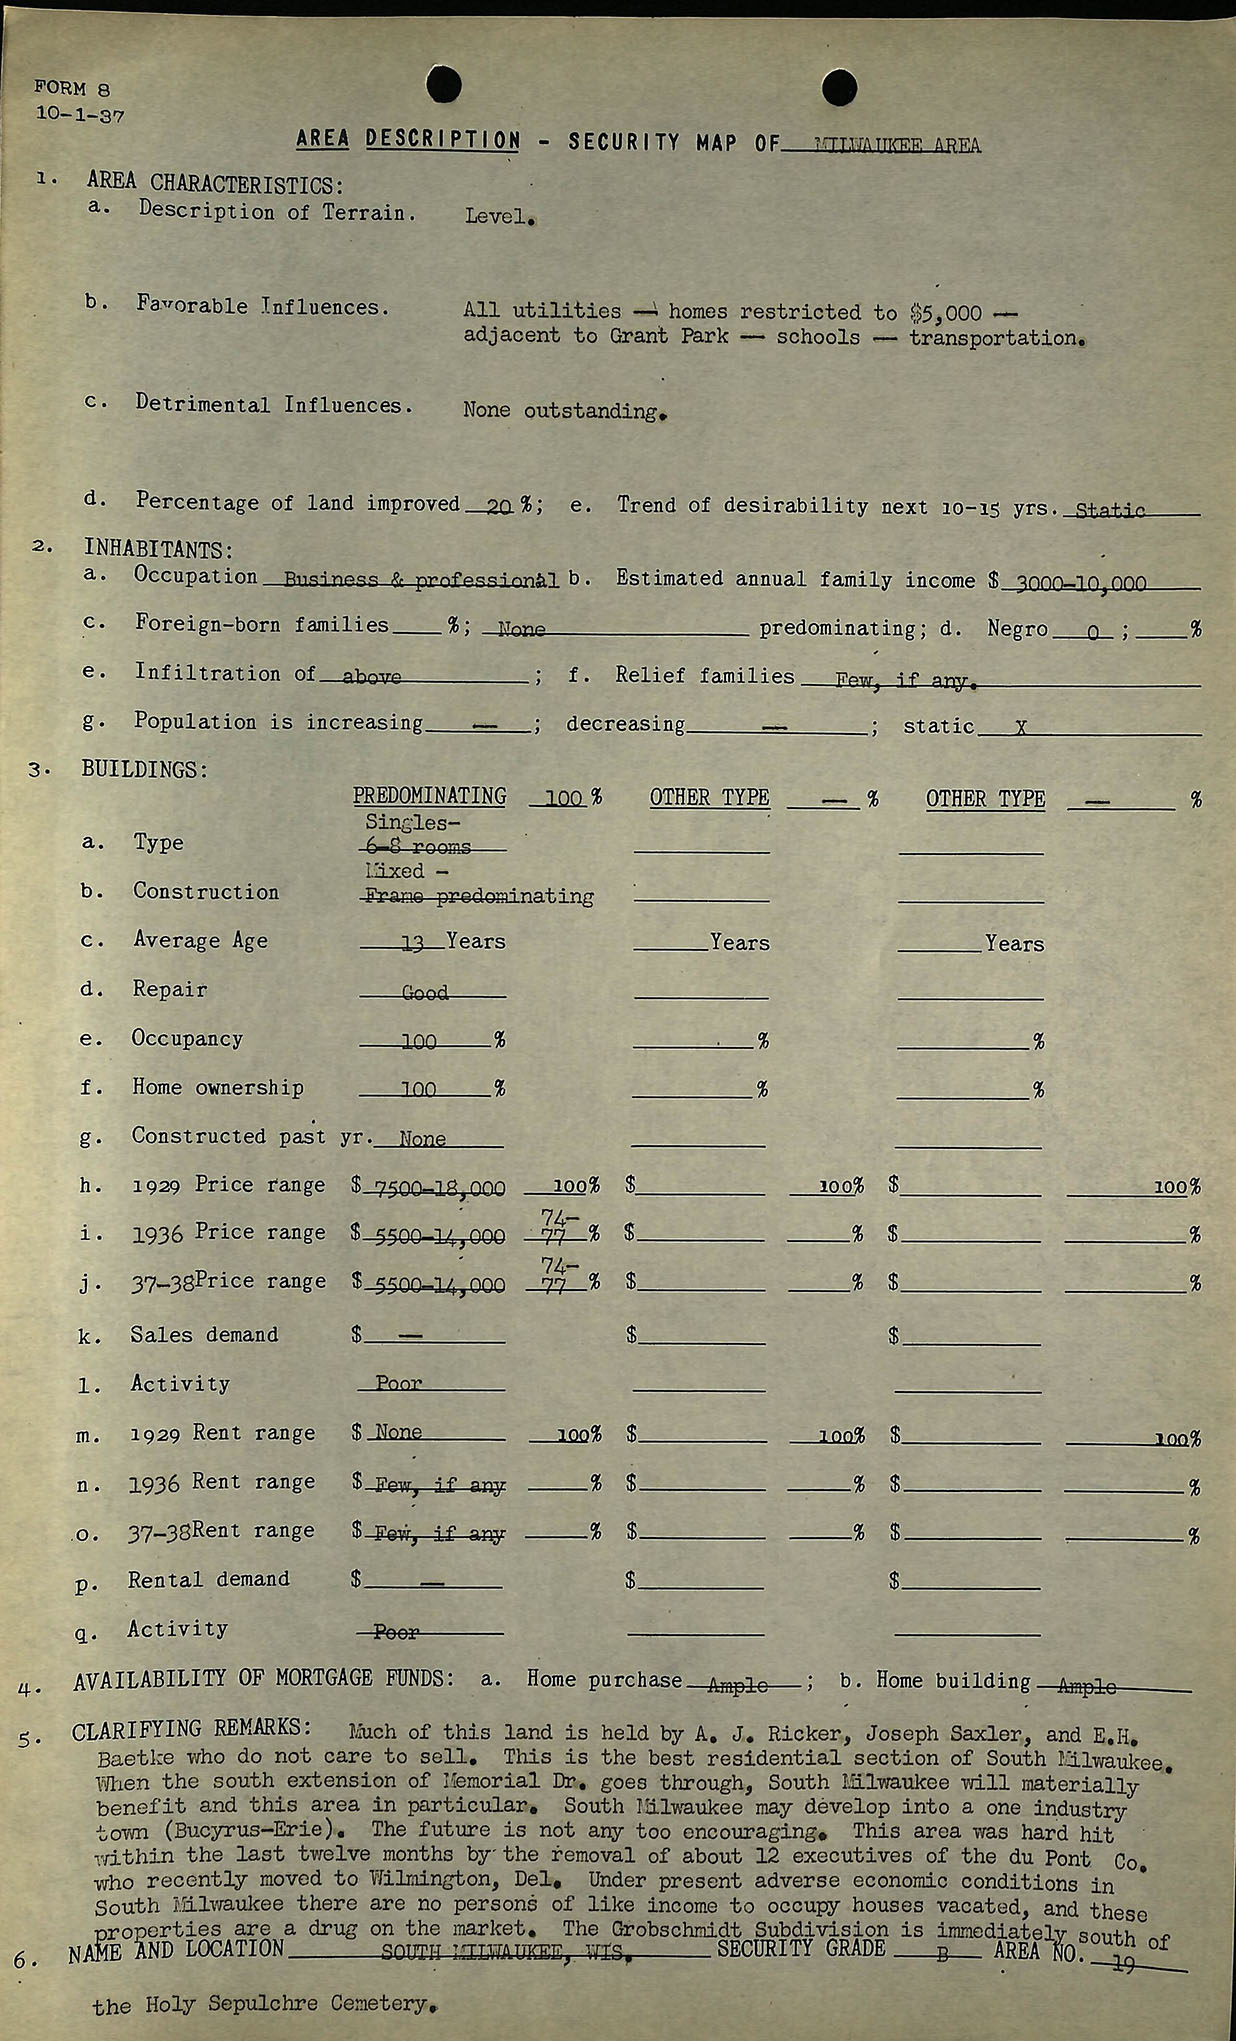 FORM 8
10-1-37
AREA DESCRIPTION - SECURITY MAP OF MILWAUKEE AREA
1. AREA CHARACTERISTICS:
a. Description of Terrain. Level.
b. Favorable Influences. All utilities — homes restricted to $5,000 —
adjacent to Grant Park — schools — transportation.
c. Detrimental Influences. None outstanding.
d. Percentage of land improved 20 %; e. Trend of desirability next 10-15 yrs. Static
2. INHABITANTS:
a. Occupation Business & professional b. Estimated annual family income $ 3000-10,000
c. Foreign-born families %; None predominating; d. Negro 0 ; %
e. Infiltration of above ; f. Relief families Few, if any.
g. Population is increasing — ; decreasing — ; static X
3. BUILDINGS:
PREDOMINATING 100 % OTHER TYPE — % OTHER TYPE — %
Singles-
a. Type 6-8 rooms
Mixed -
b. Construction Frame predominating
c. Average Age 13 Years Years Years
d. Repair Good
e. Occupancy 100 % % %
f. Home ownership 100 % % %
g. Constructed past yr. None
h. 1929 Price range $ 7500-18,000 100% $ 100% $ 100%
74-
i. 1936 Price range $ 5500-14,000 77 % $ % $ %
74-
j. 37-38Price range $ 5500-14,000 77 % $ % $ %
k. Sales demand $ — $ $
l. Activity Poor
m. 1929 Rent range $ None 100% $ 100% $ 100%
n. 1936 Rent range $ Few, if any % $ % $ %
o. 37-38Rent range $ Few, if any % $ % $ %
p. Rental demand $ — $ $
q. Activity Poor
4. AVAILABILITY OF MORTGAGE FUNDS: a. Home purchase Ample ; b. Home building Ample
5. CLARIFYING REMARKS: Much of this land is held by A. J. Ricker, Joseph Saxler, and E.H.
Baetke who do not care to sell. This is the best residential section of South Milwaukee.
When the south extension of Memorial Dr. goes through, South Milwaukee will materially
benefit and this area in particular. South Milwaukee may develop into a one industry
town (Bucyrus-Erie). The future is not any too encouraging. This area was hard hit
within the last twelve months by the removal of about 12 executives of the du Pont Co.
who recently moved to Wilmington, Del. Under present adverse economic conditions in
South Milwaukee there are no persons of like income to occupy houses vacated, and these
properties are a drug on the market. The Grobschmidt Subdivision is immediately south of
6. NAME AND LOCATION SOUTH MILWAUKEE, WIS. SECURITY GRADE B AREA NO. 19
the Holy Sepulchre Cemetery.